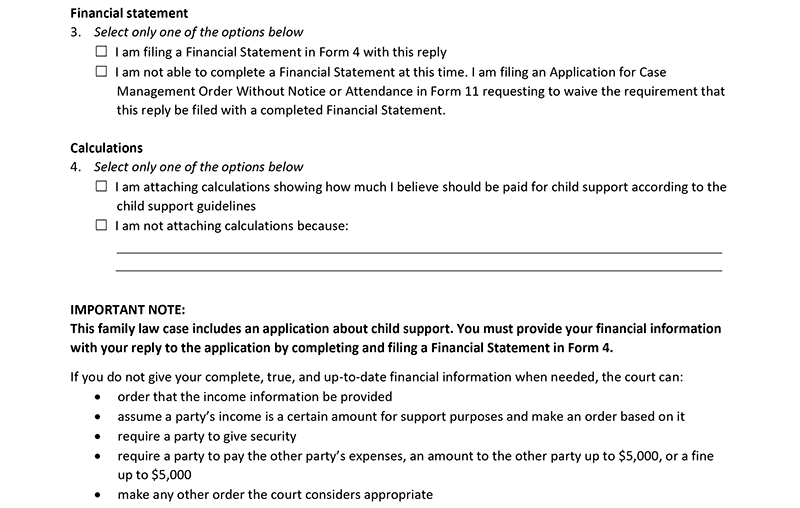 Financial statement
3. Select only one of the options below
☐ I am filing a Financial Statement in Form 4 with this reply
☐ I am not able to complete a Financial Statement at this time. I am filing an Application for Case
Management Order Without Notice or Attendance in Form 11 requesting to waive the requirement that
this reply be filed with a completed Financial Statement.
Calculations
4. Select only one of the options below
☐ I am attaching calculations showing how much I believe should be paid for child support according to the
child support guidelines
☐ I am not attaching calculations because:
IMPORTANT NOTE:
This family law case includes an application about child support. You must provide your financial information
with your reply to the application by completing and filing a Financial Statement in Form 4.
If you do not give your complete, true, and up-to-date financial information when needed, the court can:
• order that the income information be provided
• assume a party’s income is a certain amount for support purposes and make an order based on it
• require a party to give security
• require a party to pay the other party’s expenses, an amount to the other party up to $5,000, or a fine
up to $5,000
• make any other order the court considers appropriate